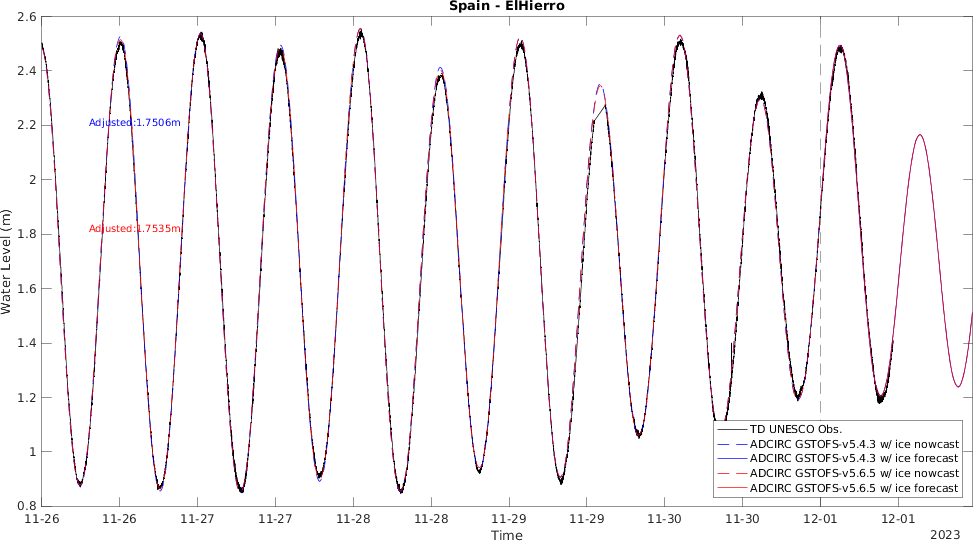 Spain - ElHierro
2.6
2.4
2.2
2
1.8
1.6
1.4
1.2
1
0.8
Water Level (m)
Adjusted:1.7506m
Adjusted:1.7535m
TD UNESCO Obs.
ADCIRC GSTOFS-v5.4.3 w/ ice nowcast
ADCIRC GSTOFS-v5.4.3 w/ ice forecast
ADCIRC GSTOFS-v5.6.5 w/ ice nowcast
ADCIRC GSTOFS-v5.6.5 w/ ice forecast
11-26 11-26 11-27 11-27 11-28 11-28 11-29 11-29 11-30 11-30 12-01 12-01
Time
2023